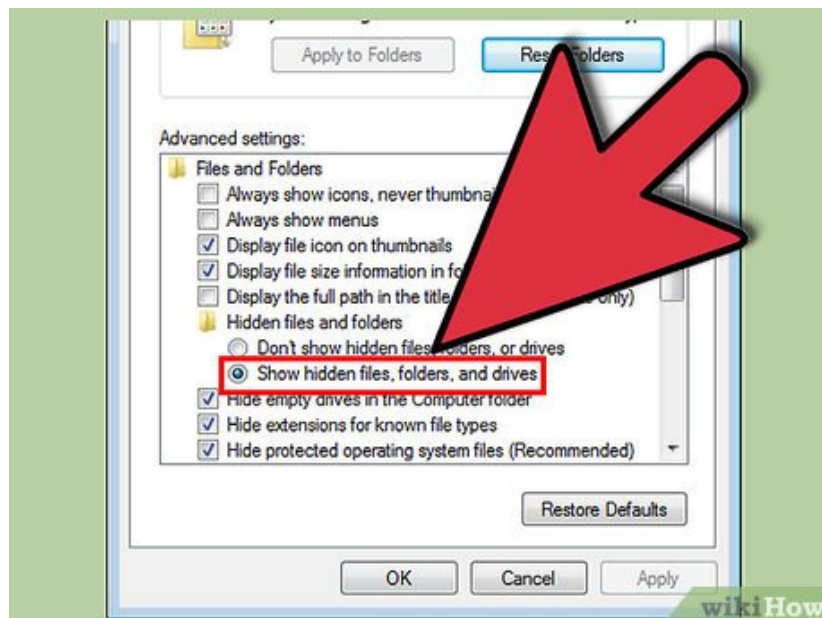 Apply to Folders
Folders
Advanced settings:
Files and Folders
Always show icons, never
Always show menus
Display file icon on thumbnails
Display file size information in
Display the full path in the title only)
Hidden files and folders
Don't show hidden files, folders, or drives
Show hidden files, folders, and drives
Hide empty drives in the Computer folder
Hide extensions for known file types
Hide protected operating system files (Recommended)
Restore Defaults
OK
Cancel
Apply
wikiHow